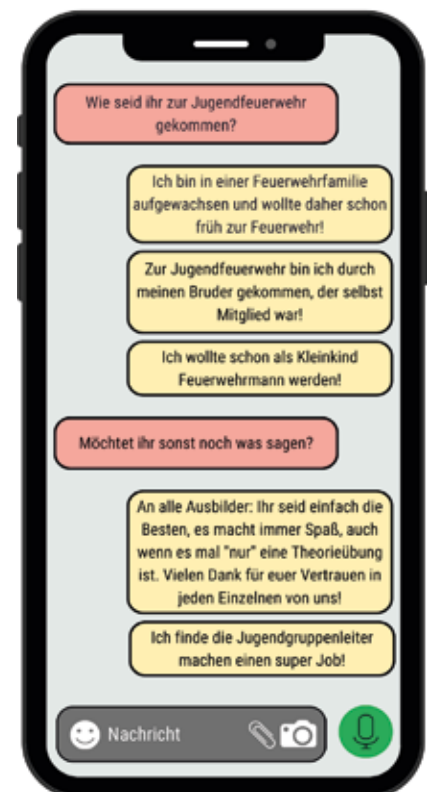 Wie seid ihr zur Jugendfeuerwehr
gekommen?
Ich bin in einer Feuerwehrfamilie
aufgewachsen und wollte daher schon
früh zur Feuerwehr!
Zur Jugendfeuerwehr bin ich durch
meinen Bruder gekommen, der selbst
Mitglied war!
Ich wollte schon als Kleinkind
Feuerwehrmann werden!
Möchtet ihr sonst noch was sagen?
An alle Ausbilder: Ihr seid einfach die
Besten, es macht immer Spaß, auch
wenn es mal "nur" eine Theorieübung
ist. Vielen Dank für euer Vertrauen in
jeden Einzelnen von uns!
Ich finde die Jugendgruppenleiter
machen einen super Job!
Nachricht